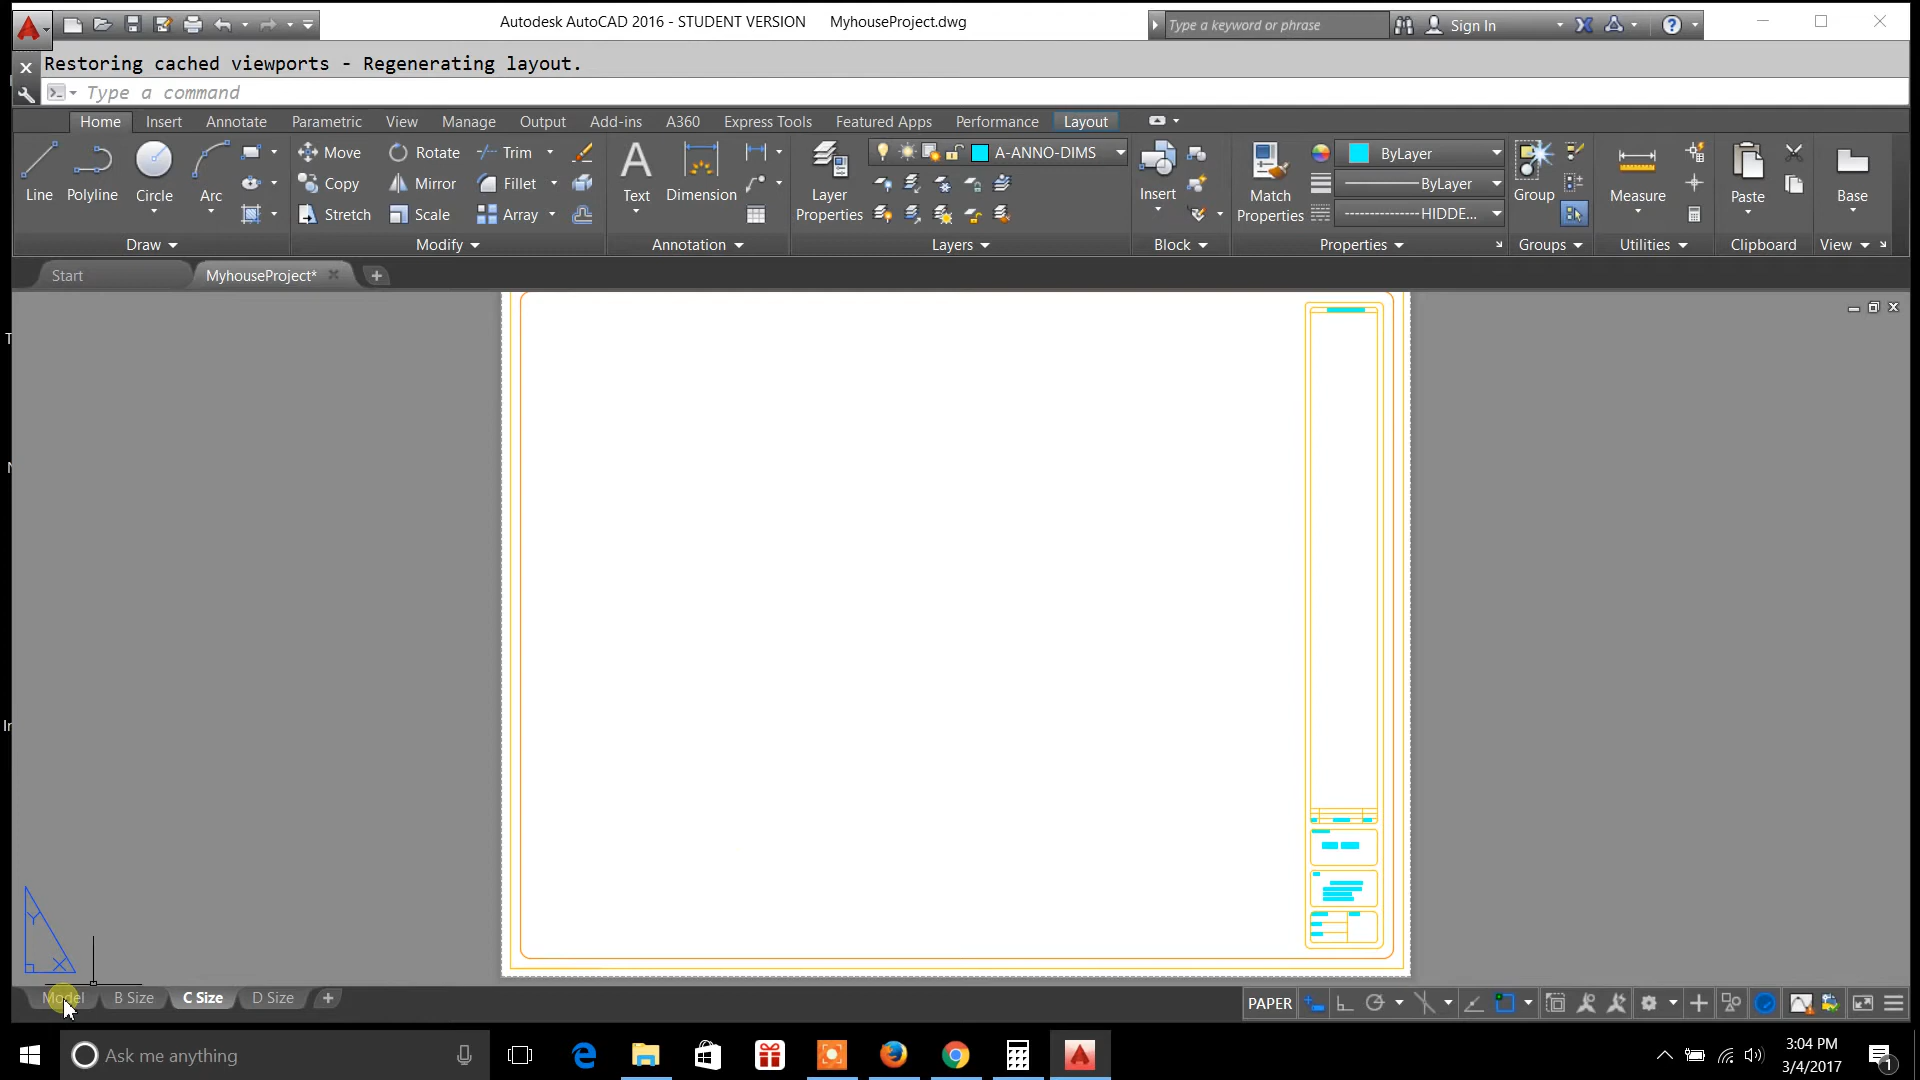 Autodesk AutoCAD 2016 - STUDENT VERSION MyhouseProject.dwg
Type a keyword or phrase
Sign In
Restoring cached viewports - Regenerating layout.
Type a command
Home Insert Annotate Parametric View Manage Output Add-ins A360 Express Tools Featured Apps Performance Layout
Line Polyline Circle Arc
Move Rotate Trim
Copy Mirror Fillet
Stretch Scale Array
Text Dimension
Layer Properties
A-ANNO-DIMS
Insert
Match Properties
ByLayer
ByLayer
HIDDE...
Group Measure Paste Base
Draw Modify Annotation Layers Block Properties Groups Utilities Clipboard View
Start MyhouseProject*
Y
X
Model B Size C Size D Size
PAPER
Ask me anything
3:04 PM
3/4/2017
1